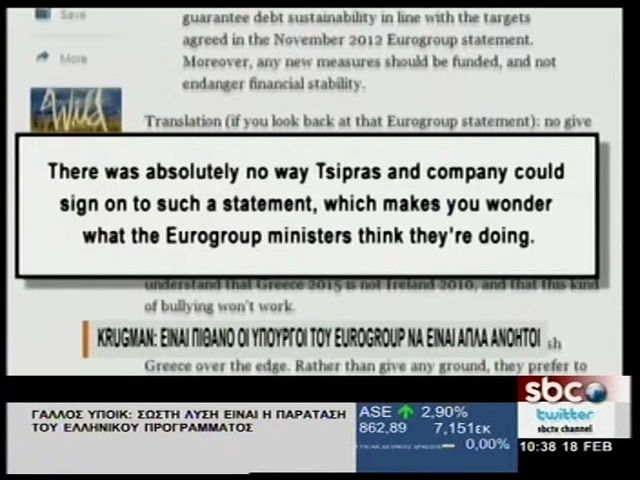 Save
guarantee debt sustainability in line with the targets
agreed in the November 2012 Eurogroup statement.
More
Moreover, any new measures should be funded, and not
endanger financial stability.
Wild
Translation (if you look back at that Eurogroup statement): no give
There was absolutely no way Tsipras and company could
sign on to such a statement, which makes you wonder
what the Eurogroup ministers think they're doing.
understand that Greece 2015 is not Ireland 2010, and that this kind
of bullying won't work.
KRUGMAN: ΕΙΝΑΙ ΠΙΘΑΝΟ ΟΙ ΥΠΟΥΡΓΟΙ ΤΟΥ EUROGROUP ΝΑ ΕΙΝΑΙ ΑΠΛΑ ΑΝΟΗΤΟΙ
sh
Greece over the edge. Rather than give any ground, they prefer to
sbc
ΓΑΛΛΟΣ ΥΠΟΙΚ: ΣΩΣΤΗ ΛΥΣΗ ΕΙΝΑΙ Η ΠΑΡΑΤΑΣΗ
ΤΟΥ ΕΛΛΗΝΙΚΟΥ ΠΡΟΓΡΑΜΜΑΤΟΣ
ASE 2,90%
862,89 7,151εκ
0,00%
twitter
sbctv channel
10:38 18 FEB